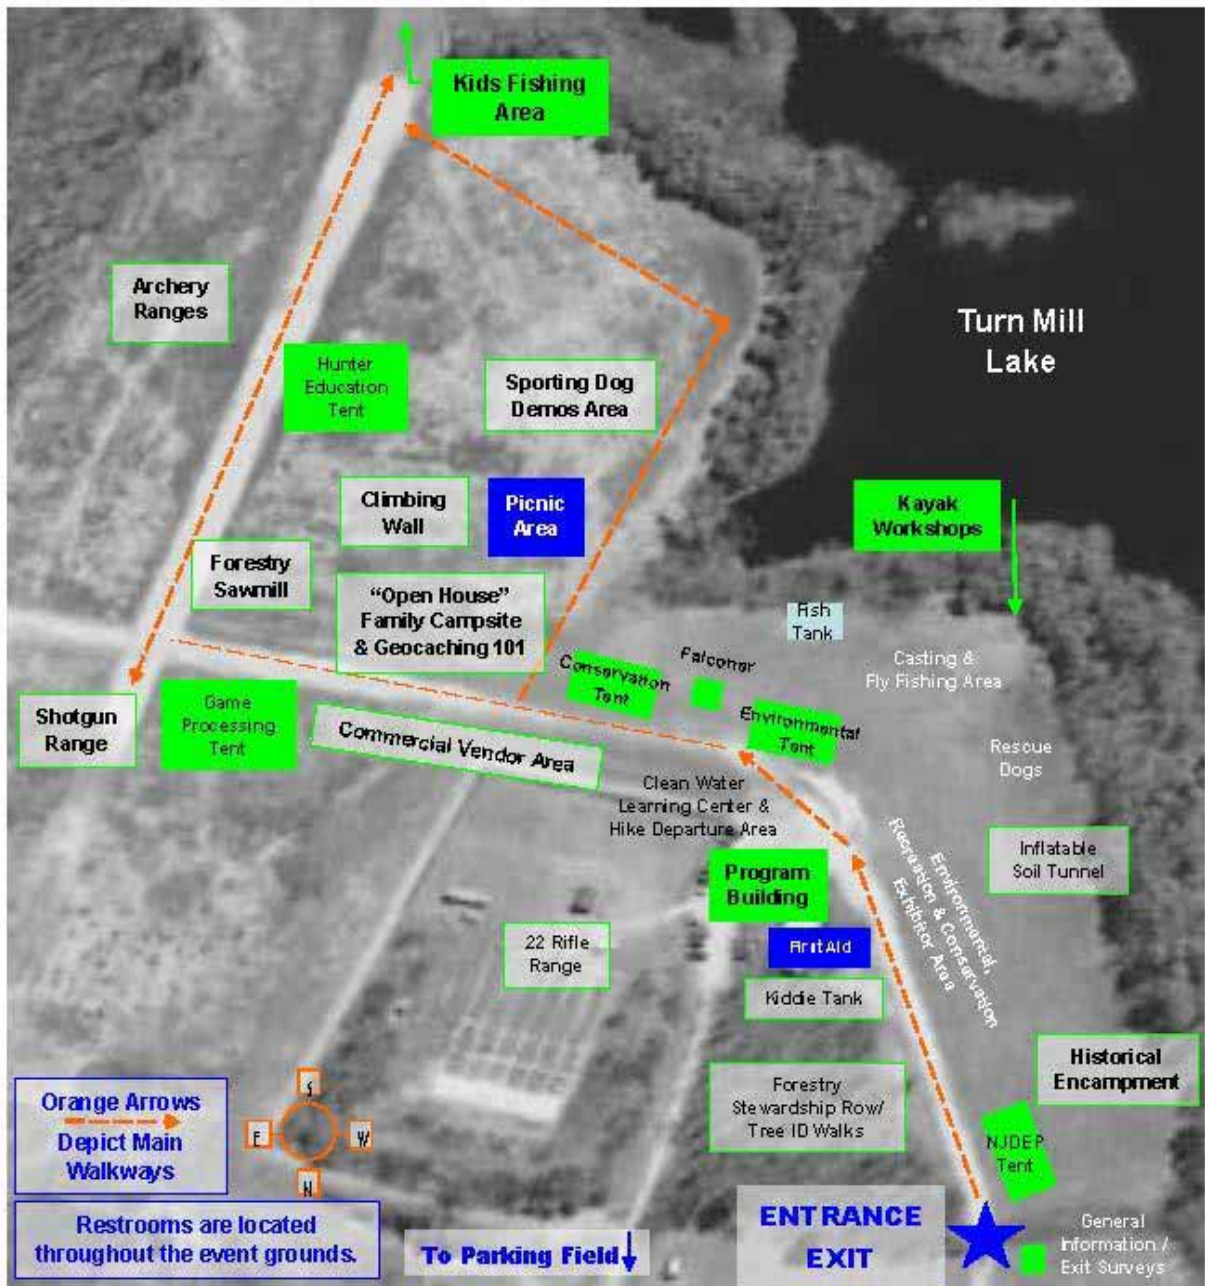 Kids Fishing
Area
Archery
Ranges
Turn Mill
Lake
Hunter
Education
Tent
Sporting Dog
Demos Area
Climbing
Wall
Picnic
Area
Kayak
Workshops
Forestry
Sawmill
“Open House”
Family Campsite
& Geocaching 101
Fish
Tank
Conservation
Tent
Falconer
Casting &
Fly Fishing Area
Shotgun
Range
Game
Processing
Tent
Commercial Vendor Area
Environmental
Tent
Rescue
Dogs
Clean Water
Learning Center &
Hike Departure Area
Inflatable
Soil Tunnel
Program
Building
Environmental,
Recreation & Conservation
Exhibitor Area
22 Rifle
Range
First Aid
Kiddie Tank
Historical
Encampment
Forestry
Stewardship Row/
Tree ID Walks
NJDEP
Tent
Orange Arrows
Depict Main
Walkways
S
E
W
N
Restrooms are located
throughout the event grounds.
To Parking Field
ENTRANCE
EXIT
General
Information /
Exit Surveys